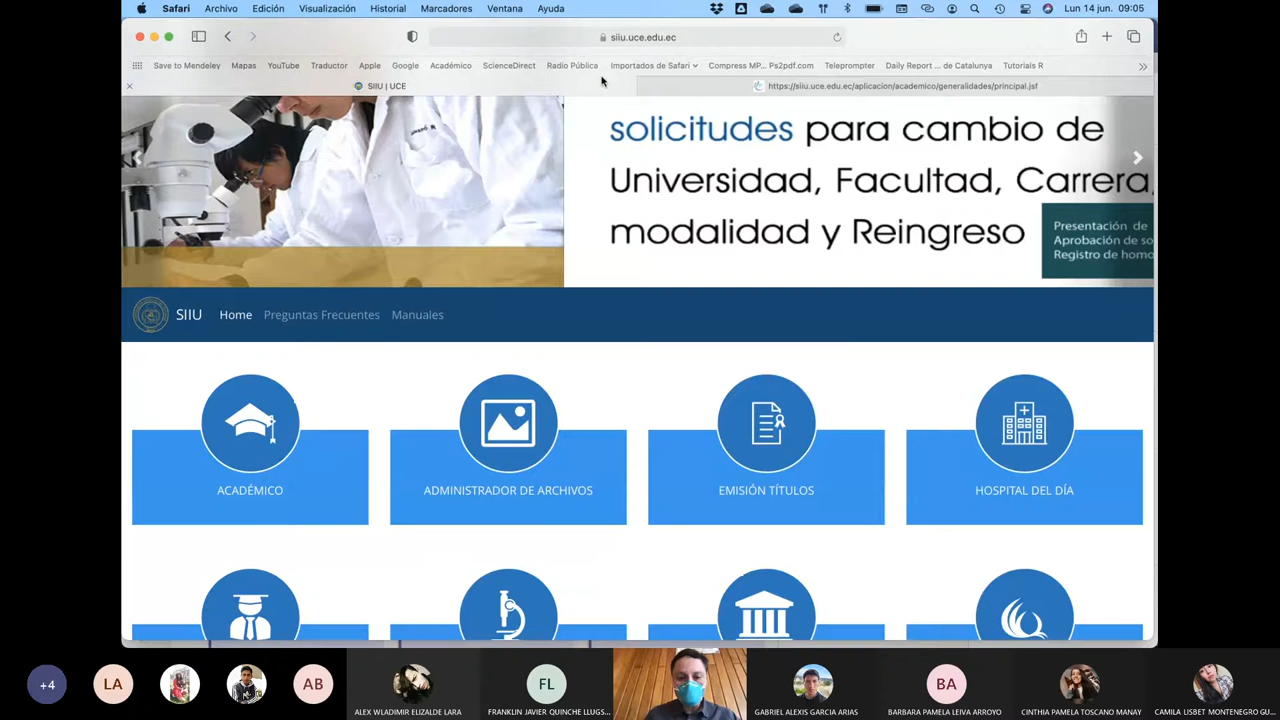 Safari Archivo Edición Visualización Historial Marcadores Ventana Ayuda Lun 14 jun. 09:05
siiu.uce.edu.ec
Save to Mendeley Mapas YouTube Traductor Apple Google Académico ScienceDirect Radio Pública Importados de Safari Compress MP... Ps2pdf.com Teleprompter Daily Report ... de Catalunya Tutorials R
SIIU | UCE https://siiu.uce.edu.ec/aplicacion/academico/generalidades/principal.jsf
solicitudes para cambio de
Universidad, Facultad, Carrera,
modalidad y Reingreso
Presentación de
Aprobación de so
Registro de homo
SIIU Home Preguntas Frecuentes Manuales
ACADÉMICO ADMINISTRADOR DE ARCHIVOS EMISIÓN TÍTULOS HOSPITAL DEL DÍA
+4 LA AB FL BA
ALEX WLADIMIR ELIZALDE LARA FRANKLIN JAVIER QUINCHE LLUGS... GABRIEL ALEXIS GARCIA ARIAS BARBARA PAMELA LEIVA ARROYO CINTHIA PAMELA TOSCANO MANAY CAMILA LISBET MONTENEGRO GU...